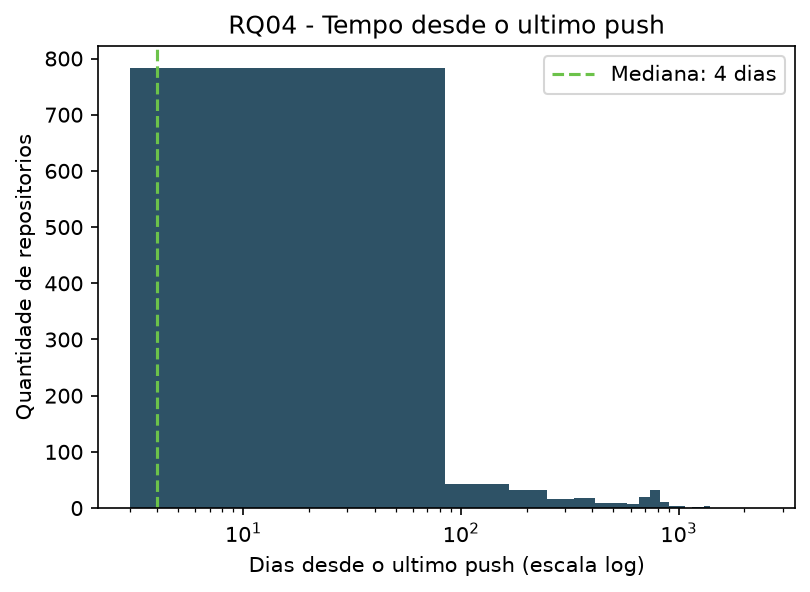 RQ04 - Tempo desde o ultimo push
Mediana: 4 dias
Quantidade de repositorios
800
700
600
500
400
300
200
100
0
10¹ 10² 10³
Dias desde o ultimo push (escala log)